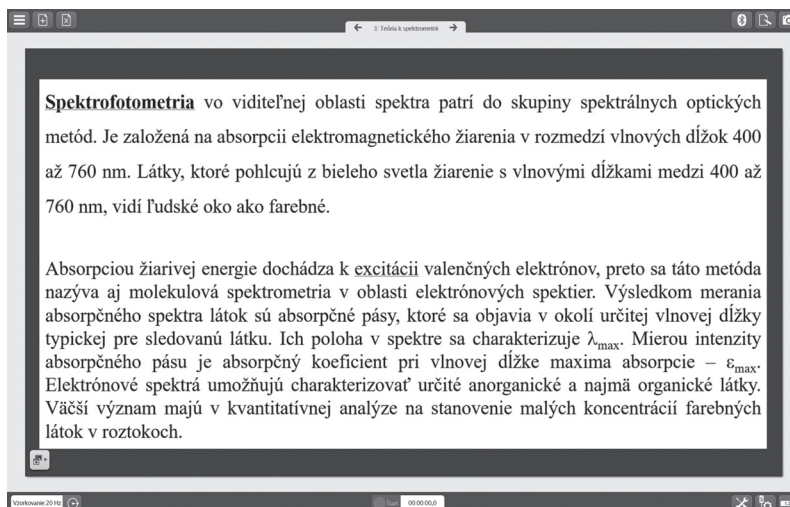 3: Teória k spektrometrii
Spektrofotometria vo viditeľnej oblasti spektra patrí do skupiny spektrálnych optických
metód. Je založená na absorpcii elektromagnetického žiarenia v rozmedzí vlnových dĺžok 400
až 760 nm. Látky, ktoré pohlcujú z bieleho svetla žiarenie s vlnovými dĺžkami medzi 400 až
760 nm, vidí ľudské oko ako farebné.
Absorpciou žiarivej energie dochádza k excitácii valenčných elektrónov, preto sa táto metóda
nazýva aj molekulová spektrometria v oblasti elektrónových spektier. Výsledkom merania
absorpčného spektra látok sú absorpčné pásy, ktoré sa objavia v okolí určitej vlnovej dĺžky
typickej pre sledovanú látku. Ich poloha v spektre sa charakterizuje λmax. Mierou intenzity
absorpčného pásu je absorpčný koeficient pri vlnovej dĺžke maxima absorpcie – εmax.
Elektrónové spektrá umožňujú charakterizovať určité anorganické a najmä organické látky.
Väčší význam majú v kvantitatívnej analýze na stanovenie malých koncentrácií farebných
látok v roztokoch.
Vzorkovanie:20 Hz
Štart 00:00:00,0